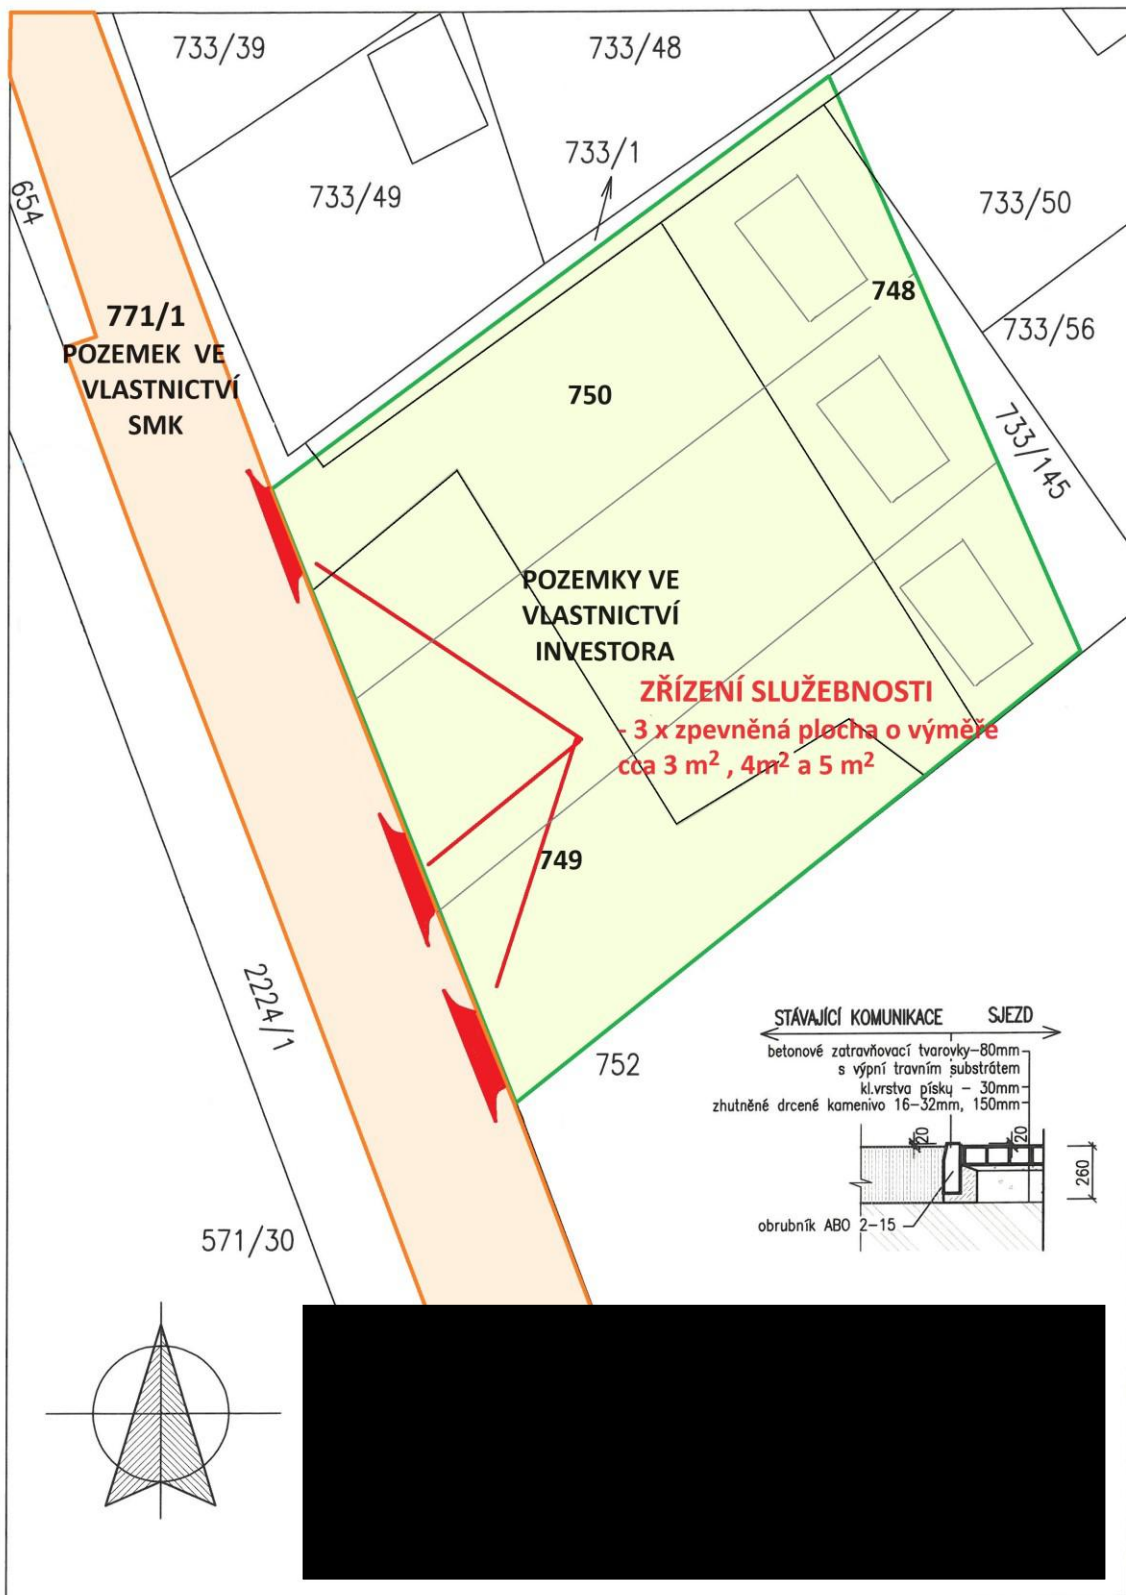 733/39
733/48
733/1
733/49
733/50
654
748
771/1
POZEMEK VE
VLASTNICTVÍ
SMK
733/56
750
733/145
POZEMKY VE
VLASTNICTVÍ
INVESTORA
ZŘÍZENÍ SLUŽEBNOSTI
- 3 x zpevněná plocha o výměře
cca 3 m², 4m² a 5 m²
749
2224/1
752
STÁVAJÍCÍ KOMUNIKACE SJEZD
betonové zatravňovací tvarovky-80mm
s výpní travním substrátem
kl.vrstva písku - 30mm
zhutněné drcené kamenivo 16-32mm, 150mm
20
20
260
obrubník ABO 2-15
571/30